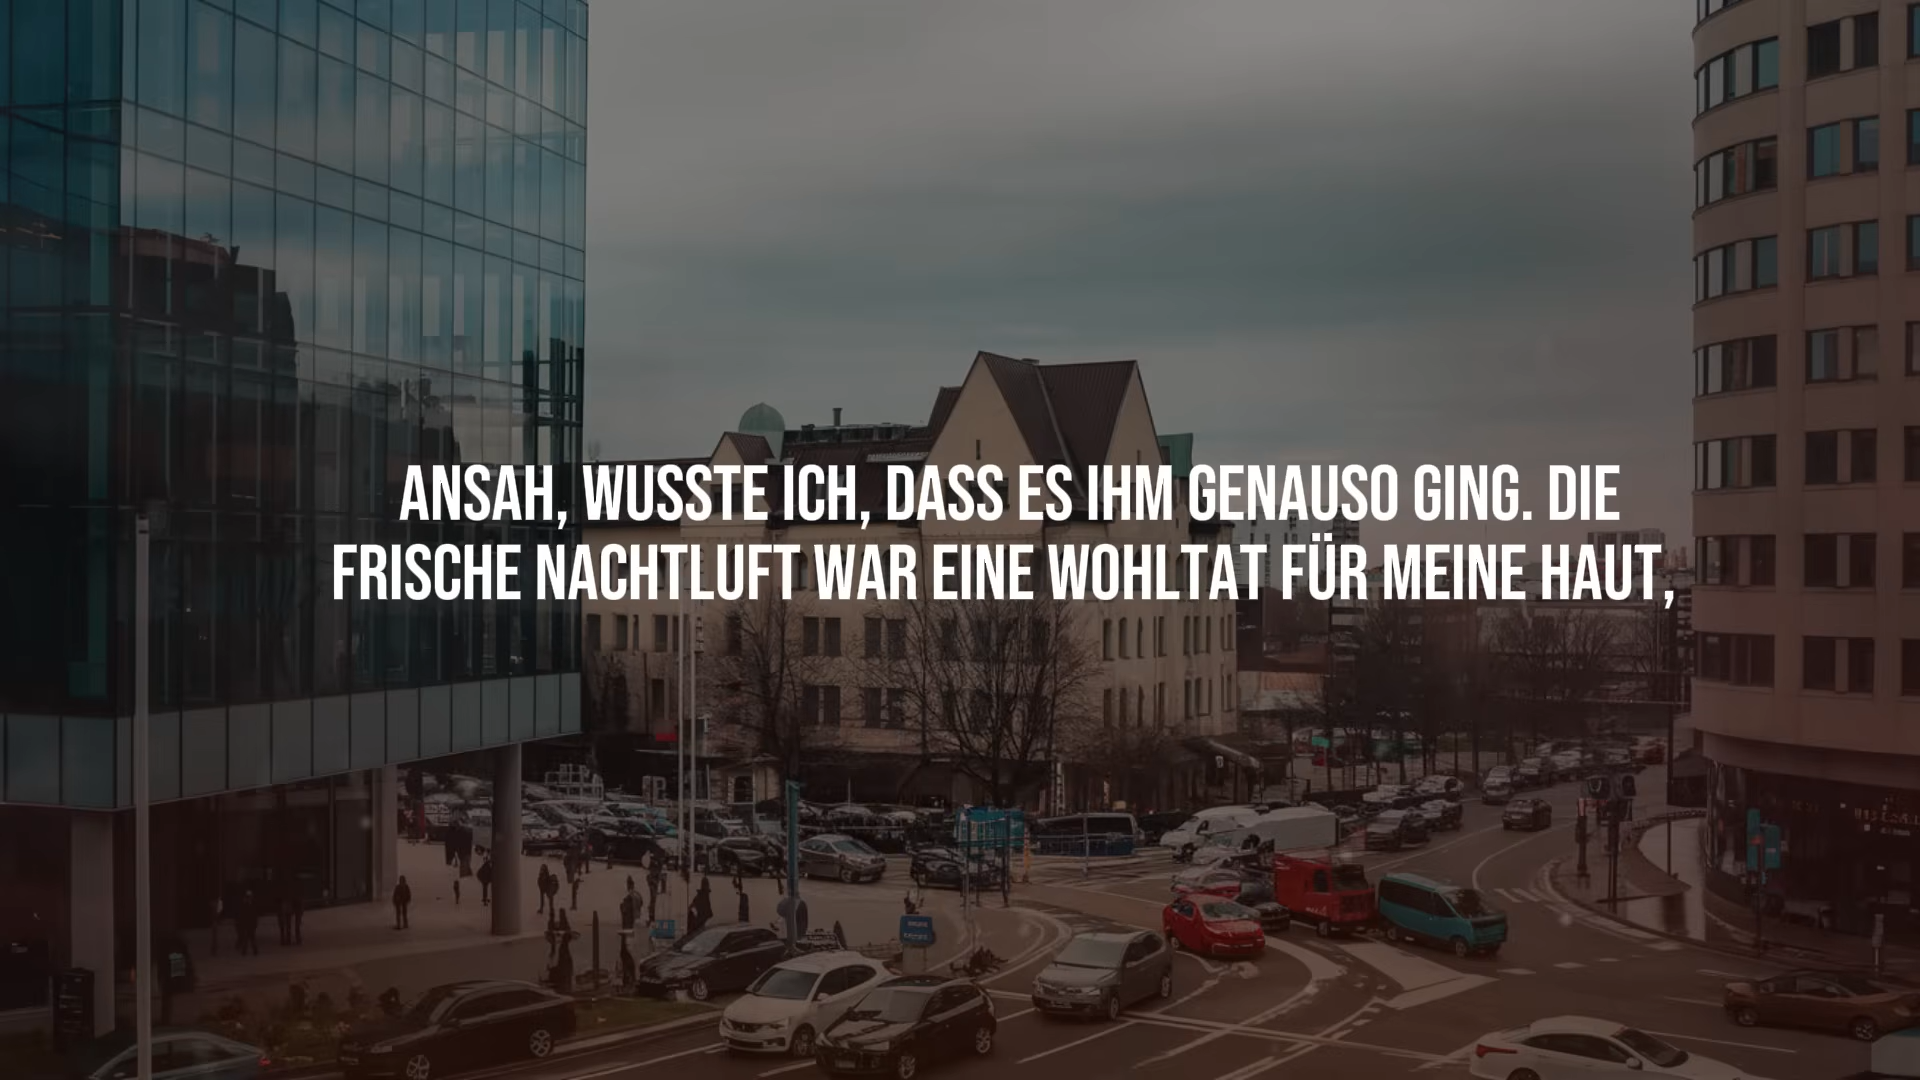 ANSAH, WUSSTE ICH, DASS ES IHM GENAUSO GING. DIE
FRISCHE NACHTLUFT WAR EINE WOHLTAT FÜR MEINE HAUT,